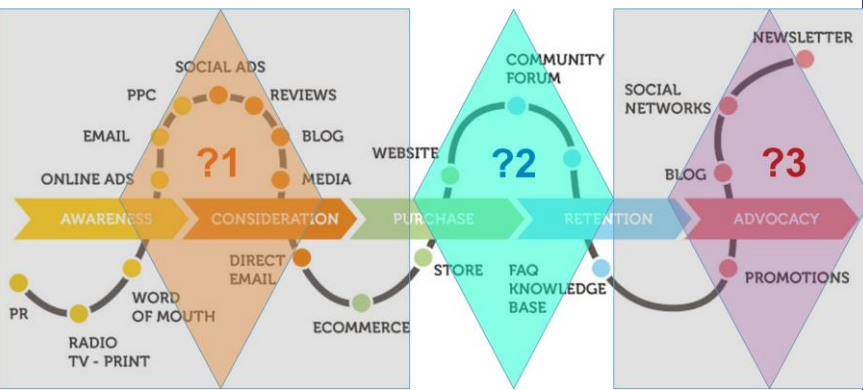 NEWSLETTER
COMMUNITY
FORUM
SOCIAL ADS
PPC
REVIEWS
SOCIAL
NETWORKS
EMAIL
BLOG
WEBSITE
?1
?2
?3
ONLINE ADS
MEDIA
BLOG
AWARENESS
CONSIDERATION
PURCHASE
RETENTION
ADVOCACY
DIRECT
EMAIL
STORE
FAQ
KNOWLEDGE
BASE
PROMOTIONS
PR
WORD
OF MOUTH
ECOMMERCE
RADIO
TV - PRINT